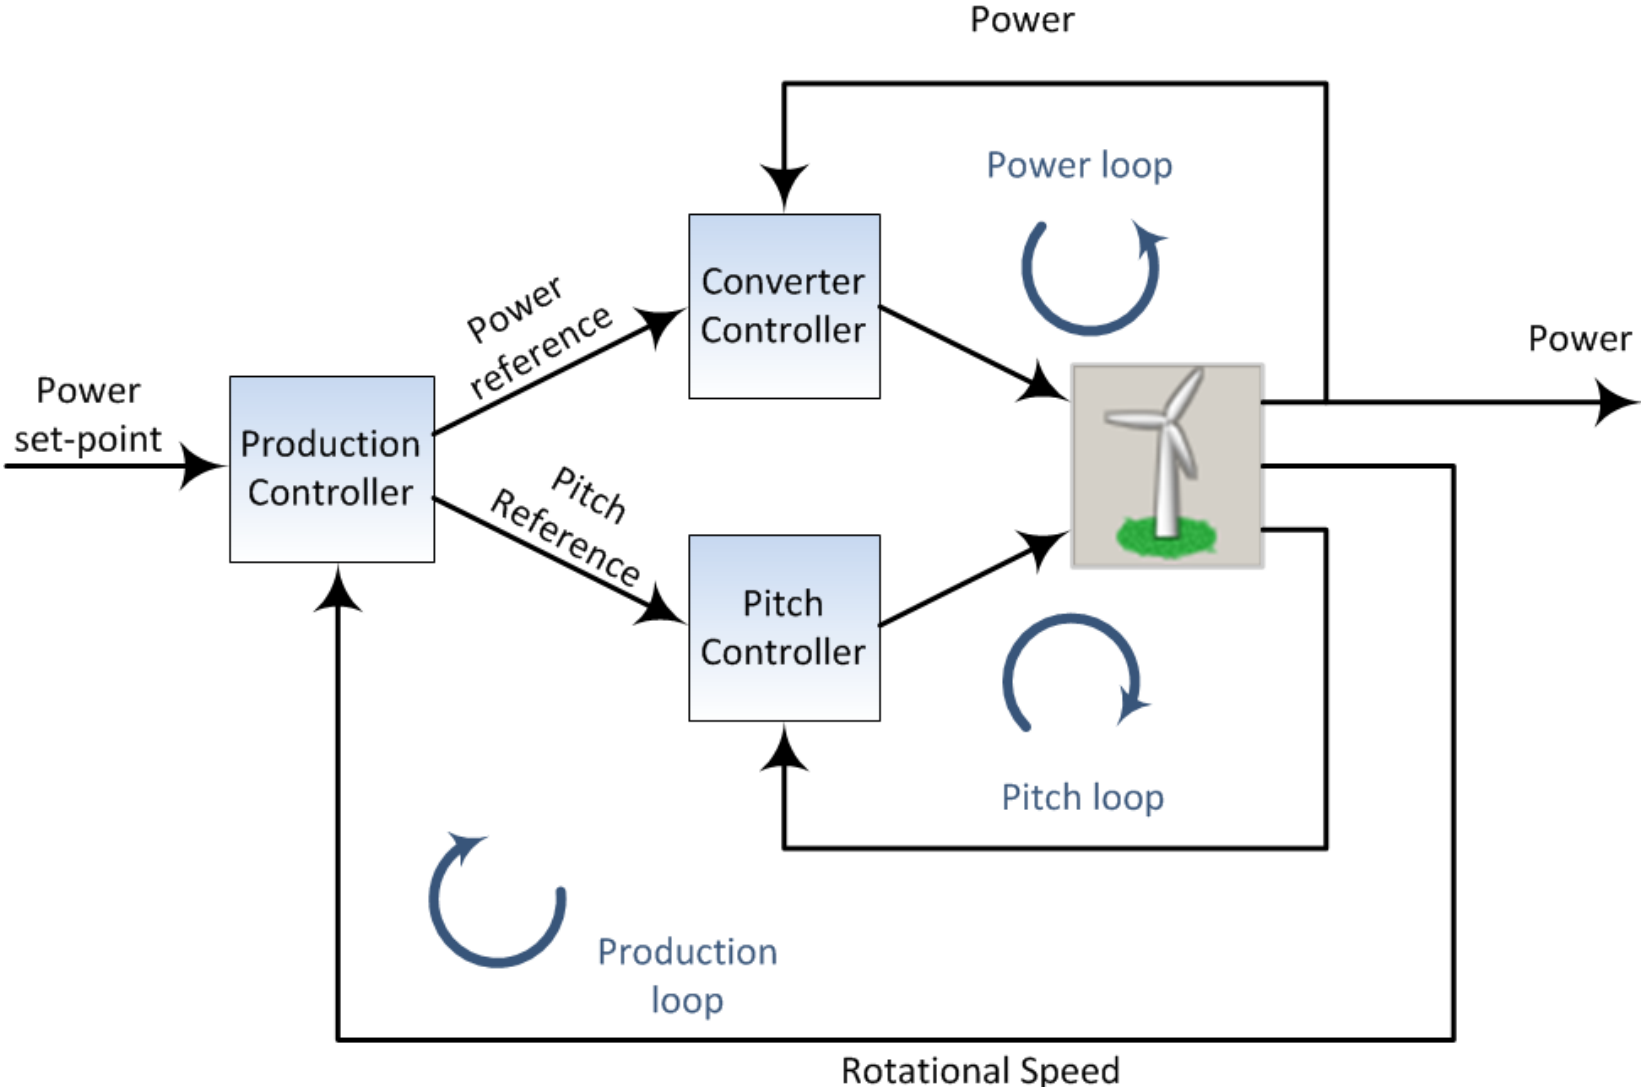 Power
Power loop
Converter
Controller
Power
reference
Power
Power
set-point
Production
Controller
Pitch
Reference
Pitch
Controller
Pitch loop
Production
loop
Rotational Speed